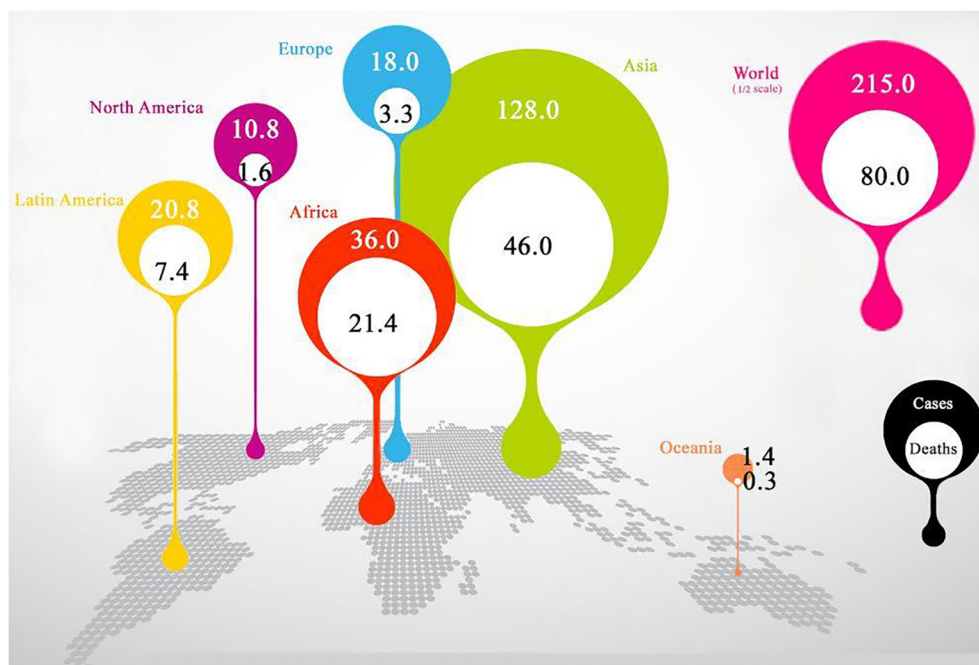 Europe
18.0
3.3
Asia
128.0
46.0
World
(1/2 scale)
215.0
80.0
North America
10.8
1.6
Latin America
20.8
7.4
Africa
36.0
21.4
Cases
Deaths
Oceania
1.4
0.3